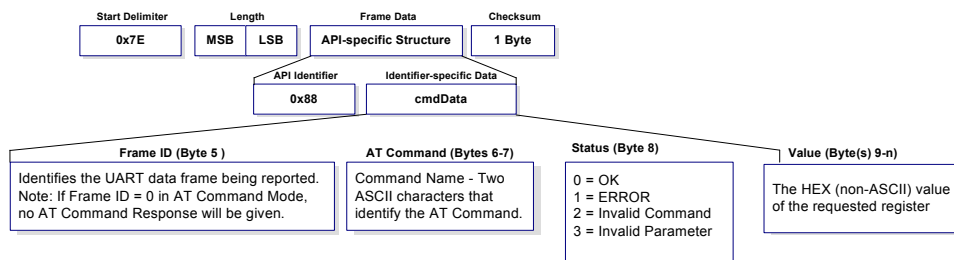 Start Delimiter
Length
Frame Data
Checksum
0x7E
MSB
LSB
API-specific Structure
1 Byte
API Identifier
Identifier-specific Data
0x88
cmdData
Frame ID (Byte 5 )
Identifies the UART data frame being reported.
Note: If Frame ID = 0 in AT Command Mode,
no AT Command Response will be given.
AT Command (Bytes 6-7)
Command Name - Two
ASCII characters that
identify the AT Command.
Status (Byte 8)
0 = OK
1 = ERROR
2 = Invalid Command
3 = Invalid Parameter
Value (Byte(s) 9-n)
The HEX (non-ASCII) value
of the requested register